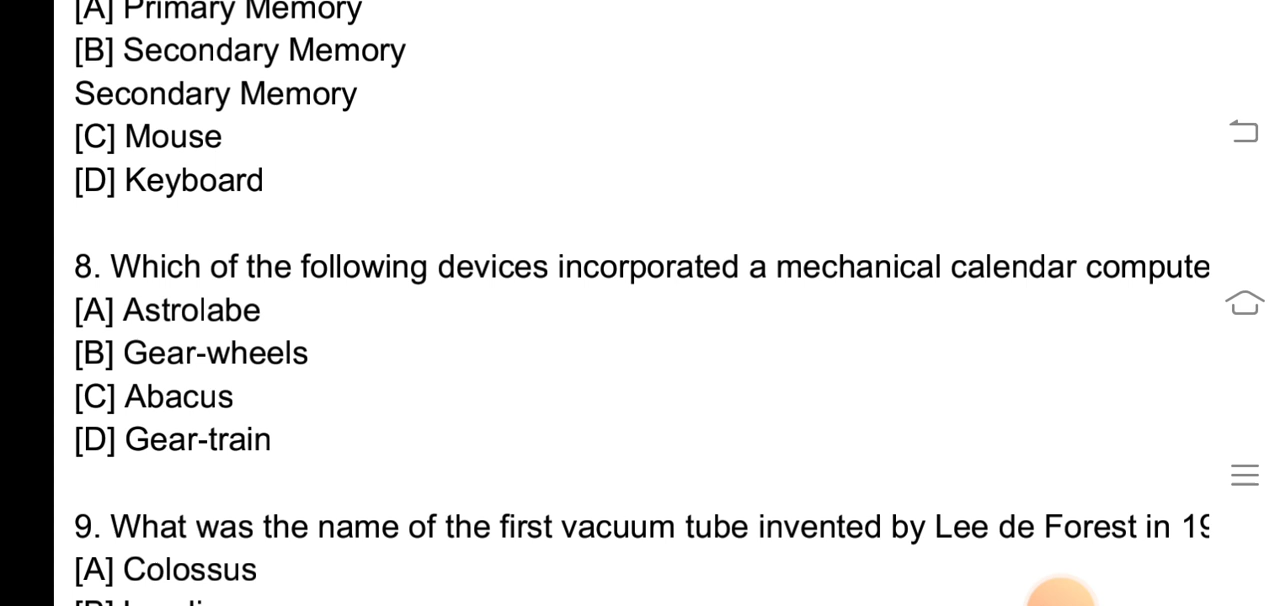 [A] Primary Memory
[B] Secondary Memory
Secondary Memory
[C] Mouse
[D] Keyboard
8. Which of the following devices incorporated a mechanical calendar compute
[A] Astrolabe
[B] Gear-wheels
[C] Abacus
[D] Gear-train
9. What was the name of the first vacuum tube invented by Lee de Forest in
[A] Colossus